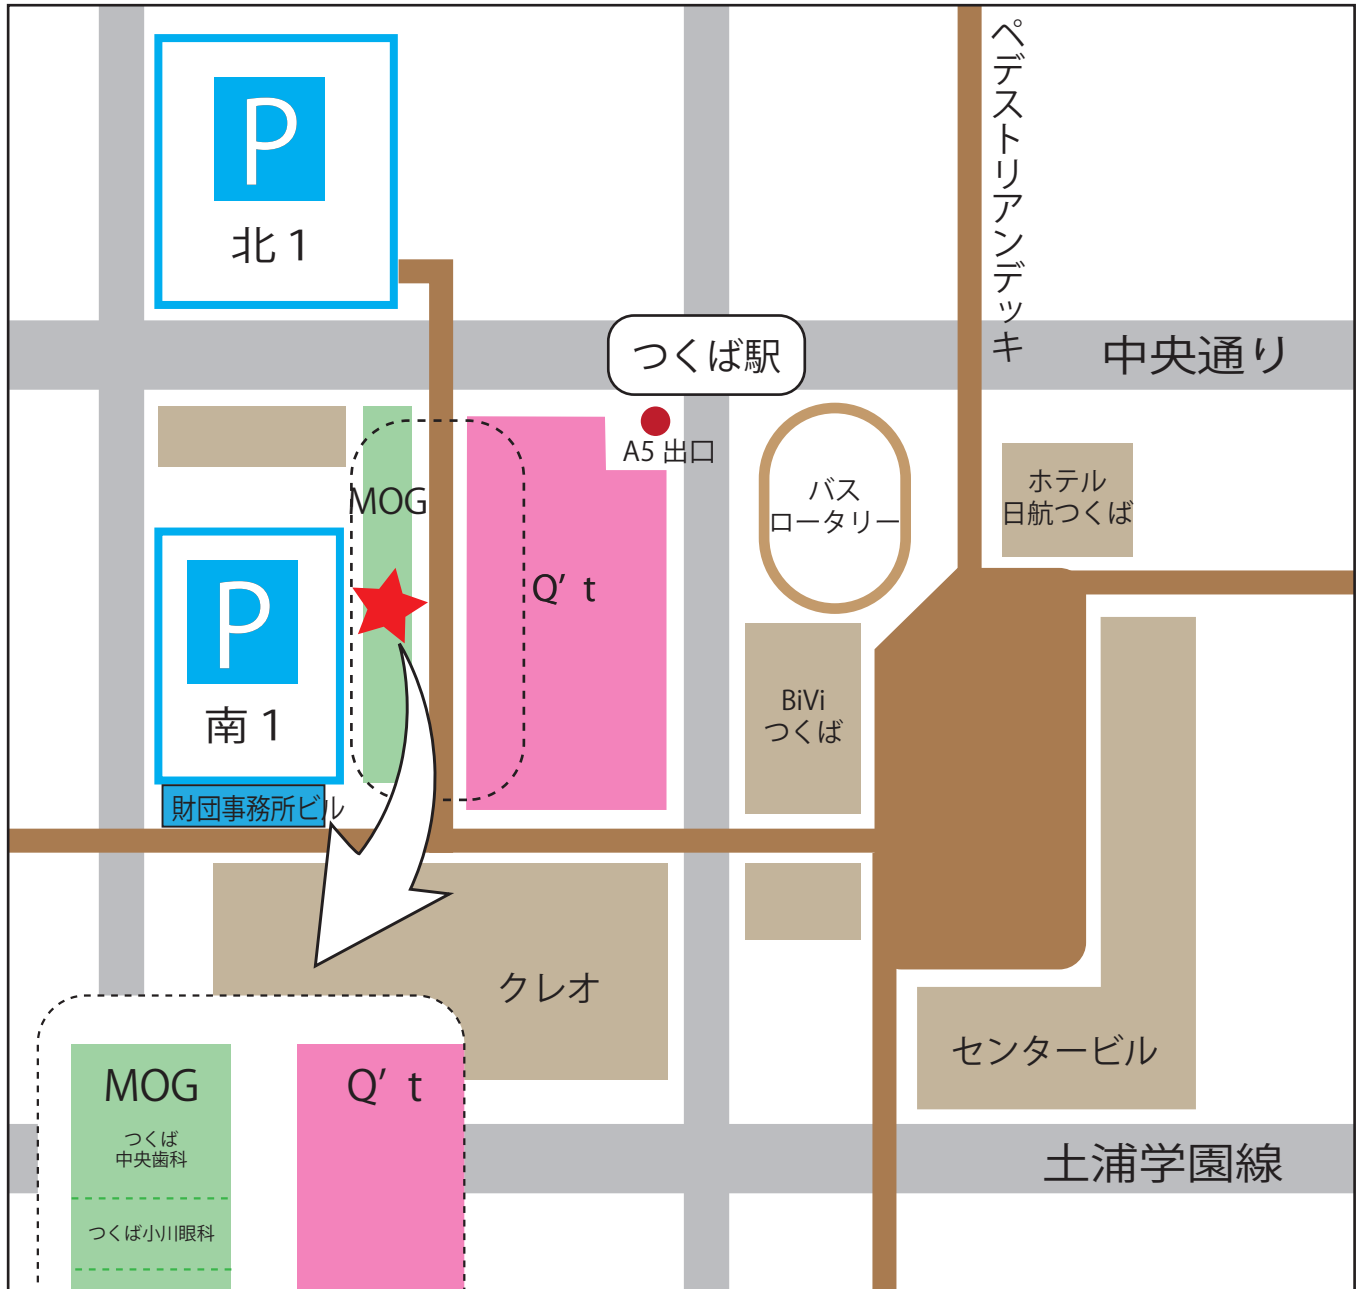 P
北1
ペデストリアンデッキ
つくば駅
中央通り
A5 出口
MOG
Q’ t
バス
ロータリー
ホテル
日航つくば
P
南1
財団事務所ビル
BiVi
つくば
クレオ
センタービル
MOG
つくば
中央歯科
つくば小川眼科
Q’ t
土浦学園線